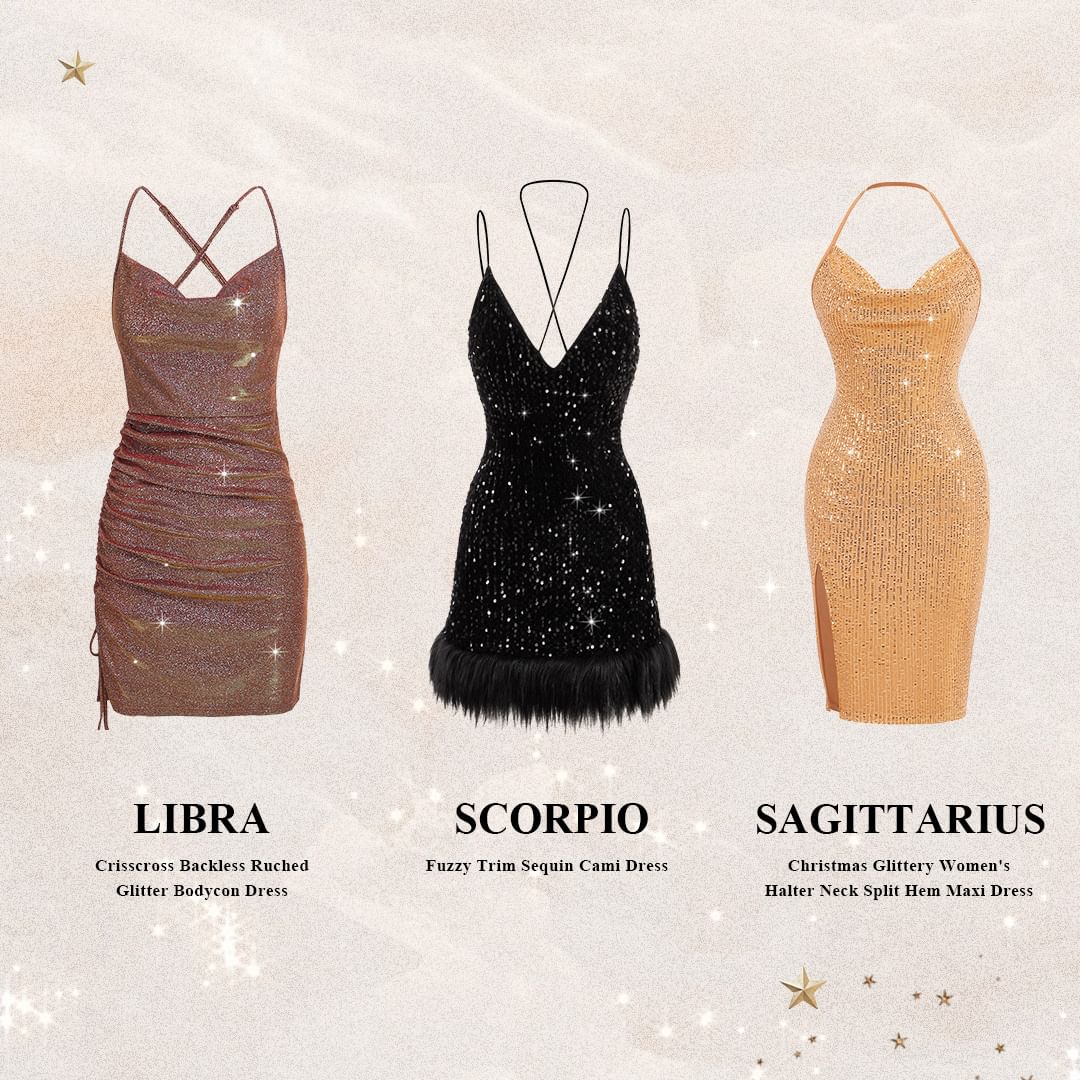 LIBRA
Crisscross Backless Ruched
Glitter Bodycon Dress
SCORPIO
Fuzzy Trim Sequin Cami Dress
SAGITTARIUS
Christmas Glittery Women's
Halter Neck Split Hem Maxi Dress